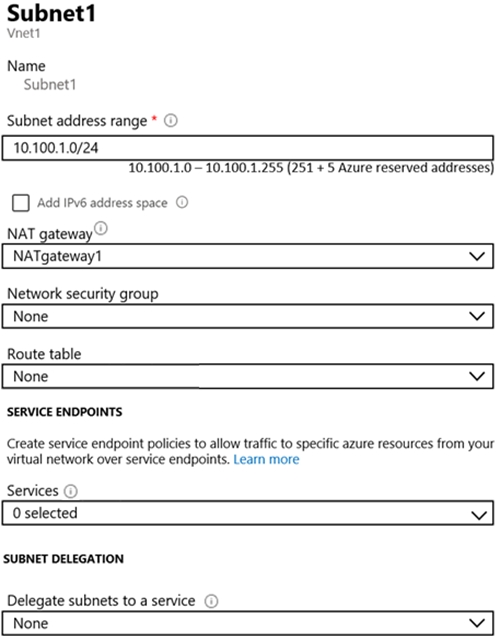 Subnet1
Vnet1
Name
Subnet1
Subnet address range *
10.100.1.0/24
10.100.1.0 – 10.100.1.255 (251 + 5 Azure reserved addresses)
Add IPv6 address space
NAT gateway
NATgateway1
Network security group
None
Route table
None
SERVICE ENDPOINTS
Create service endpoint policies to allow traffic to specific azure resources from your
virtual network over service endpoints. Learn more
Services
0 selected
SUBNET DELEGATION
Delegate subnets to a service
None